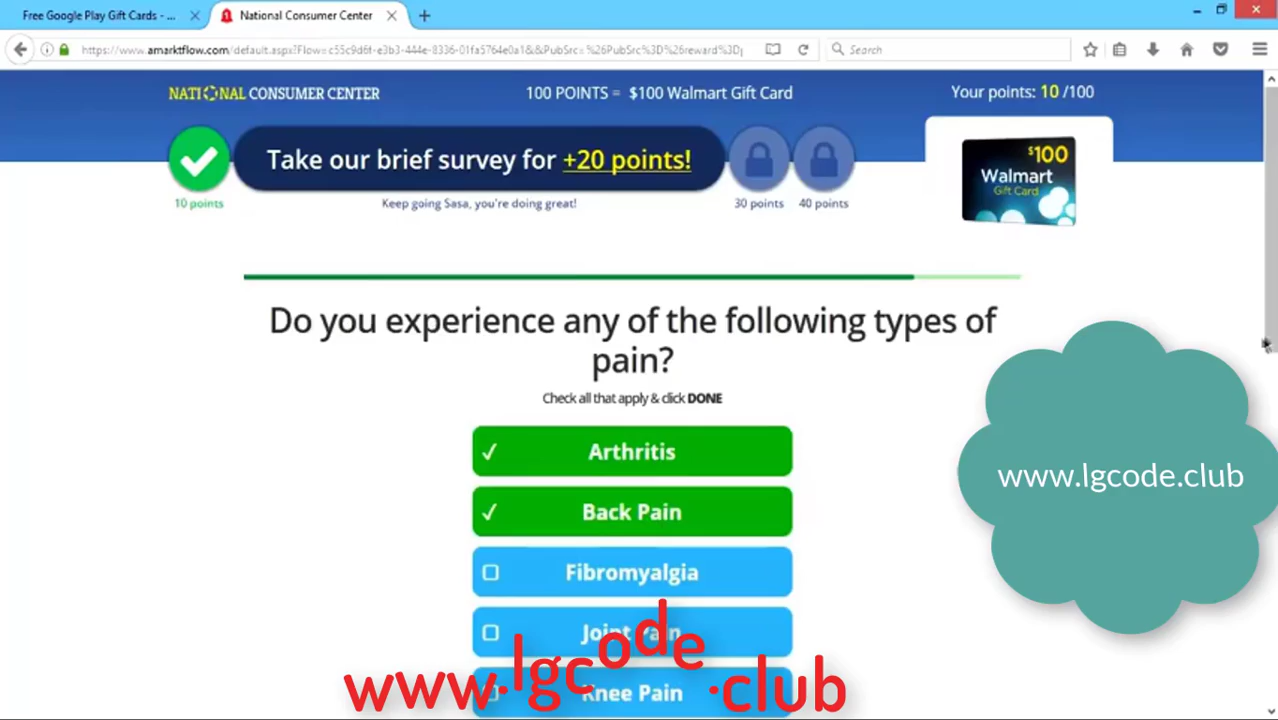 Free Google Play Gift Cards - ...
National Consumer Center
https://www.amarktflow.com/default.aspx?Flow=c55c9d6f-e3b3-444e-8336-01fa5764e0a1&&PubSrc=%26PubSrc%3D%26reward%3D
Search
NATIONAL CONSUMER CENTER
100 POINTS = $100 Walmart Gift Card
Your points: 10 /100
Take our brief survey for +20 points!
$100
Walmart
Gift Card
10 points
Keep going Sasa, you're doing great!
30 points
40 points
Do you experience any of the following types of
pain?
Check all that apply & click DONE
Arthritis
Back Pain
www.lgcode.club
Fibromyalgia
Joint Pain
Knee Pain
www.lgcode.club